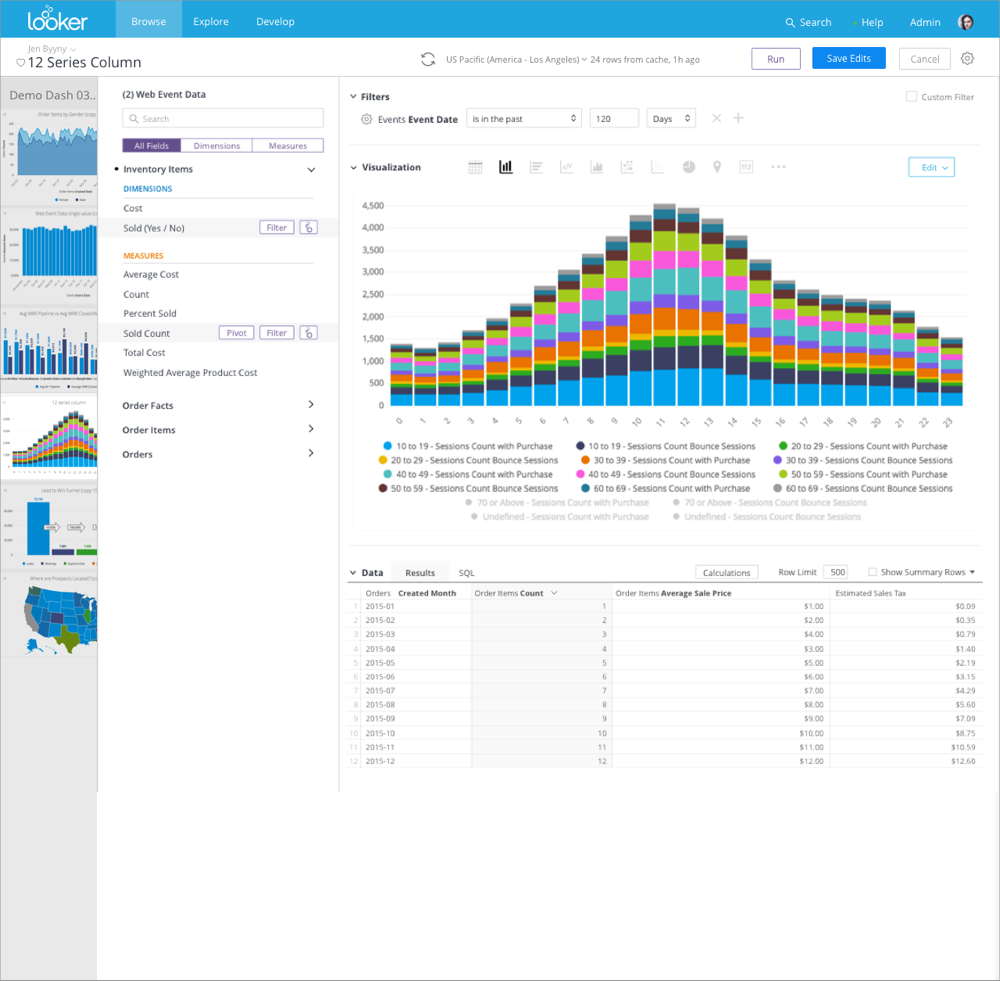 looker Browse Explore Develop Search Help Admin
Jen Byyny
12 Series Column
US Pacific (America - Los Angeles) 24 rows from cache, 1h ago Run Save Edits Cancel
Demo Dash 03..
Order Items by Gender (copy
Web Event Data single value (c
12 series column
Lead to Win Funnel (copy 1
Where are Prospects Located? (c
(2) Web Event Data
Search
All Fields Dimensions Measures
Inventory Items
DIMENSIONS
Cost
Sold (Yes / No) Filter
MEASURES
Average Cost
Count
Percent Sold
Sold Count Pivot Filter
Total Cost
Weighted Average Product Cost
Order Facts
Order Items
Orders
Filters Custom Filter
Events Event Date is in the past 120 Days
Visualization Edit
4,500
4,000
3,500
3,000
2,500
2,000
1,500
1,000
500
0
0 1 2 3 4 5 6 7 8 9 10 11 12 13 14 15 16 17 18 19 20 21 22 23
10 to 19 - Sessions Count with Purchase 10 to 19 - Sessions Count Bounce Sessions 20 to 29 - Sessions Count with Purchase
20 to 29 - Sessions Count Bounce Sessions 30 to 39 - Sessions Count with Purchase 30 to 39 - Sessions Count Bounce Sessions
40 to 49 - Sessions Count with Purchase 40 to 49 - Sessions Count Bounce Sessions 50 to 59 - Sessions Count with Purchase
50 to 59 - Sessions Count Bounce Sessions 60 to 69 - Sessions Count with Purchase 60 to 69 - Sessions Count Bounce Sessions
70 or Above - Sessions Count with Purchase 70 or Above - Sessions Count Bounce Sessions
Undefined - Sessions Count with Purchase Undefined - Sessions Count Bounce Sessions
Data Results SQL Calculations Row Limit 500 Show Summary Rows
Orders Created Month Order Items Count Order Items Average Sale Price Estimated Sales Tax
1 2015-01 1 $1.00 $0.09
2 2015-02 2 $2.00 $0.35
3 2015-03 3 $4.00 $0.79
4 2015-04 4 $3.00 $1.40
5 2015-05 5 $5.00 $2.19
6 2015-06 6 $6.00 $3.15
7 2015-07 7 $7.00 $4.29
8 2015-08 8 $8.00 $5.60
9 2015-09 9 $9.00 $7.09
10 2015-10 10 $10.00 $8.75
11 2015-11 11 $11.00 $10.59
12 2015-12 12 $12.00 $12.60